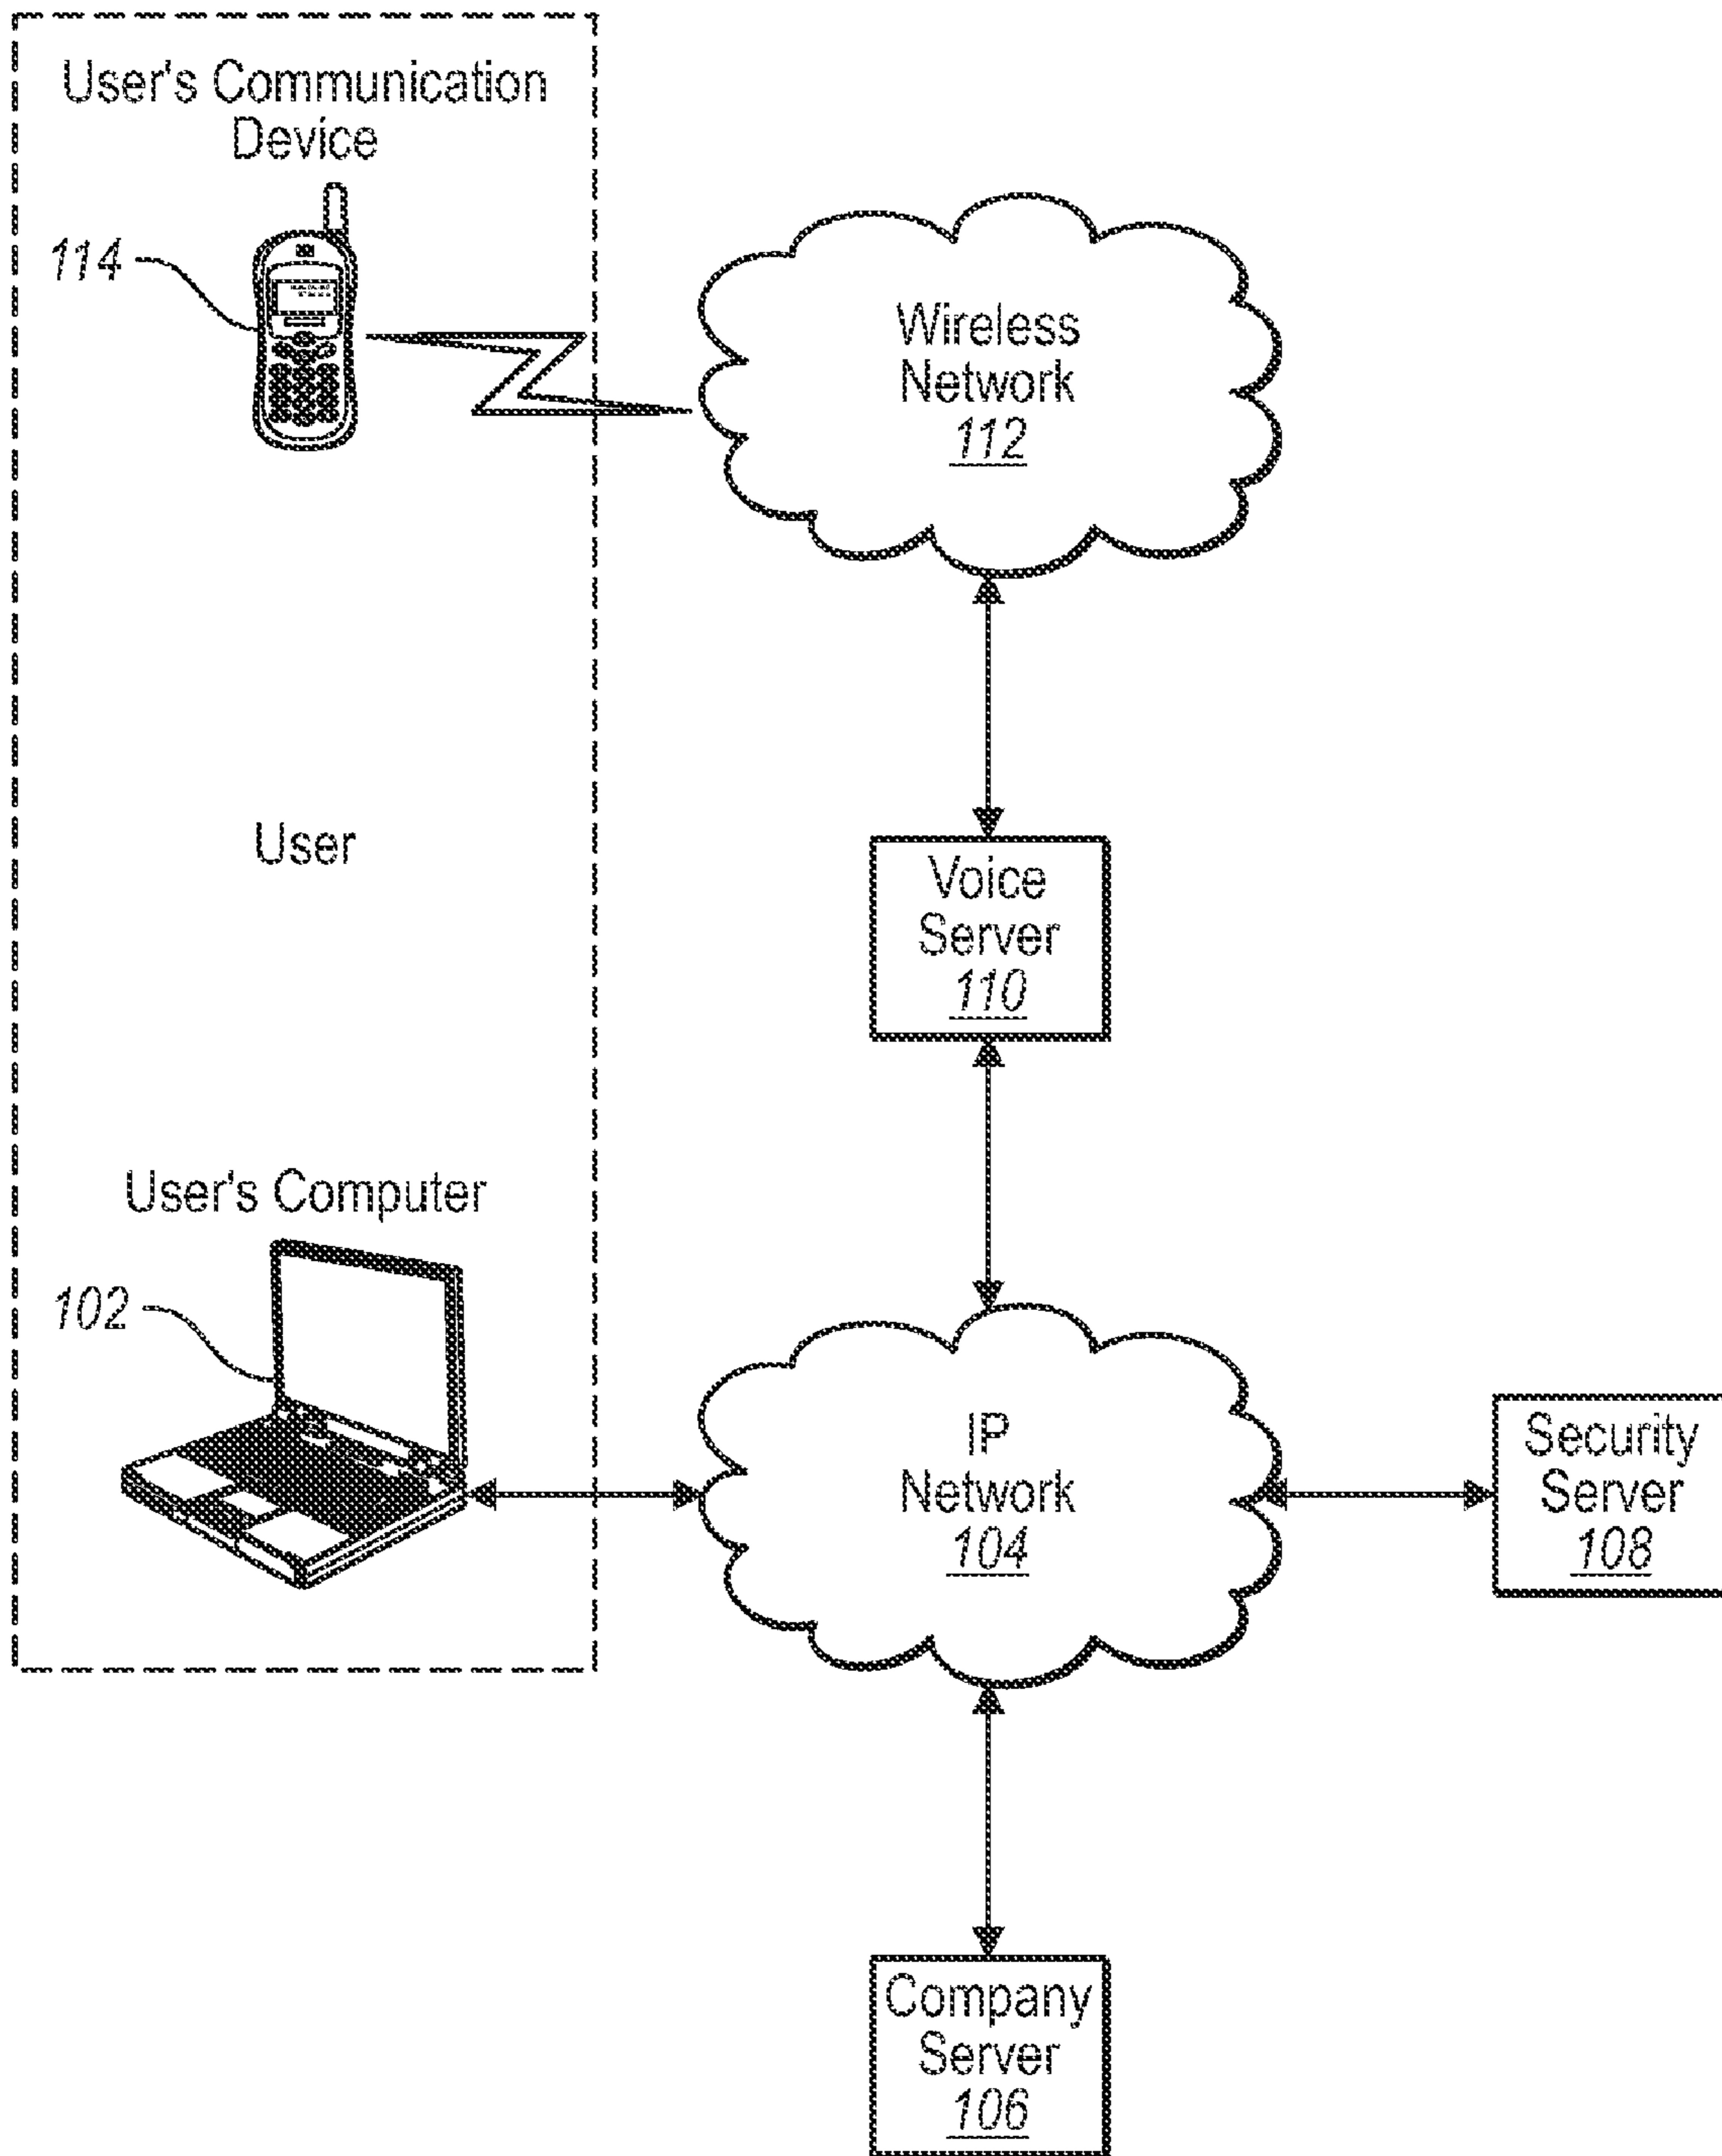 User's Communication
Device
114
Wireless
Network
112
User
Voice
Server
110
User's Computer
102
IP
Network
104
Security
Server
108
Company
Server
106